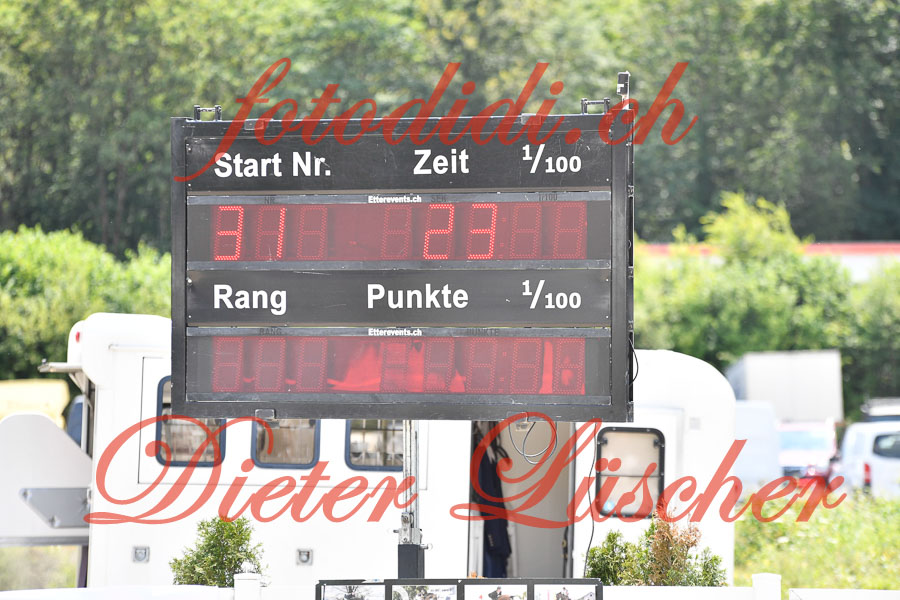 fotodidi.ch
Start Nr. Zeit 1/100
Etterevents.ch
31 23
Rang Punkte 1/100
Etterevents.ch
Dieter Lüscher